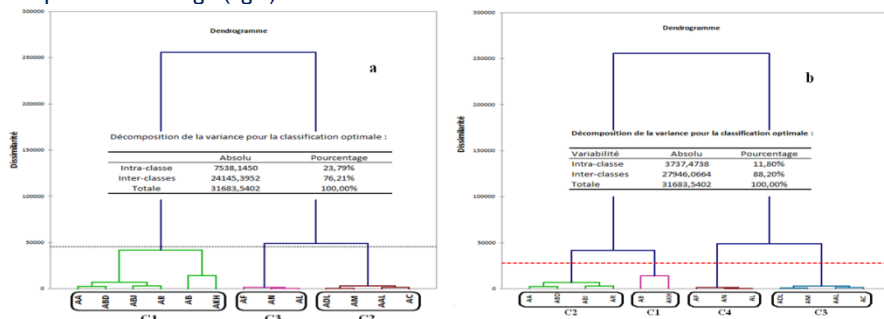 Dendrogramme
300000
250000
200000
150000
100000
50000
0
Dissimilarité
a
Décomposition de la variance pour la classification optimale :
Absolu Pourcentage
Intra-classe 7538,1450 23,79%
Inter-classes 24145,3952 76,21%
Totale 31683,5402 100,00%
AA ABD ABJ AR AB AKH AF AN AL ADL AM AAL AC
C1 C3 C2
Dendrogramme
300000
250000
200000
150000
100000
50000
0
Dissimilarité
b
Décomposition de la variance pour la classification optimale :
Variabilité Absolu Pourcentage
Intra-classe 3737,4738 11,80%
Inter-classes 27946,0664 88,20%
Totale 31683,5402 100,00%
AA ABD ABJ AR AB AKH AF AN AL ADL AM AAL AC
C2 C1 C4 C3